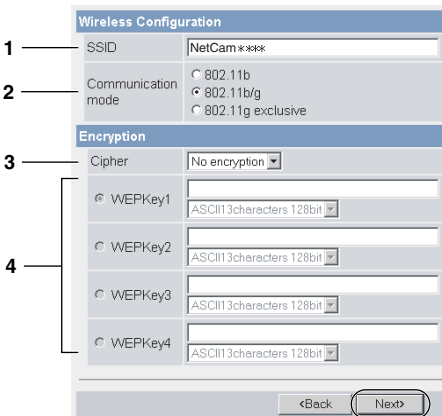 Wireless Configuration
1 SSID NetCam****
2 Communication mode
802.11b
802.11b/g
802.11g exclusive
Encryption
3 Cipher No encryption
4
WEPKey1
ASCII13characters 128bit
WEPKey2
ASCII13characters 128bit
WEPKey3
ASCII13characters 128bit
WEPKey4
ASCII13characters 128bit
<Back Next>